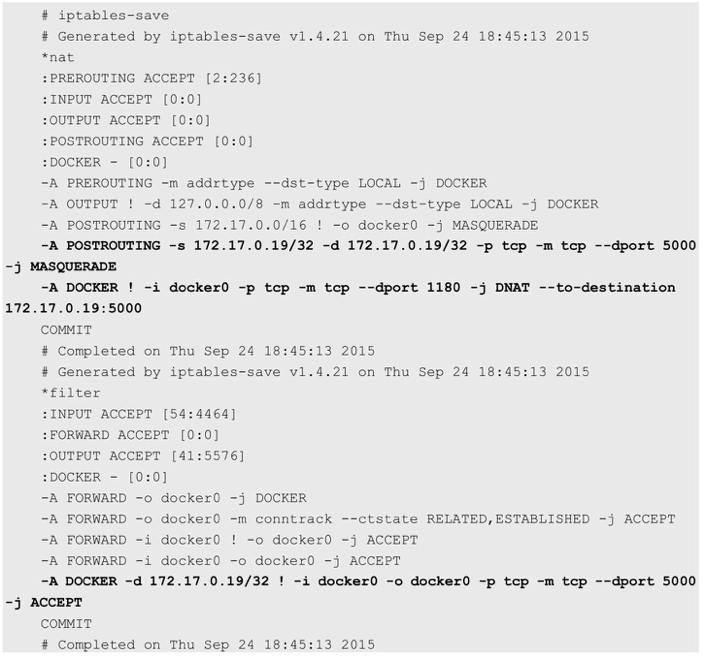 # iptables-save
# Generated by iptables-save v1.4.21 on Thu Sep 24 18:45:13 2015
*nat
:PREROUTING ACCEPT [2:236]
:INPUT ACCEPT [0:0]
:OUTPUT ACCEPT [0:0]
:POSTROUTING ACCEPT [0:0]
:DOCKER - [0:0]
-A PREROUTING -m addrtype --dst-type LOCAL -j DOCKER
-A OUTPUT ! -d 127.0.0.0/8 -m addrtype --dst-type LOCAL -j DOCKER
-A POSTROUTING -s 172.17.0.0/16 ! -o docker0 -j MASQUERADE
-A POSTROUTING -s 172.17.0.19/32 -d 172.17.0.19/32 -p tcp -m tcp --dport 5000
-j MASQUERADE
-A DOCKER ! -i docker0 -p tcp -m tcp --dport 1180 -j DNAT --to-destination
172.17.0.19:5000
COMMIT
# Completed on Thu Sep 24 18:45:13 2015
# Generated by iptables-save v1.4.21 on Thu Sep 24 18:45:13 2015
*filter
:INPUT ACCEPT [54:4464]
:FORWARD ACCEPT [0:0]
:OUTPUT ACCEPT [41:5576]
:DOCKER - [0:0]
-A FORWARD -o docker0 -j DOCKER
-A FORWARD -o docker0 -m conntrack --ctstate RELATED,ESTABLISHED -j ACCEPT
-A FORWARD -i docker0 ! -o docker0 -j ACCEPT
-A FORWARD -i docker0 -o docker0 -j ACCEPT
-A DOCKER -d 172.17.0.19/32 ! -i docker0 -o docker0 -p tcp -m tcp --dport 5000
-j ACCEPT
COMMIT
# Completed on Thu Sep 24 18:45:13 2015